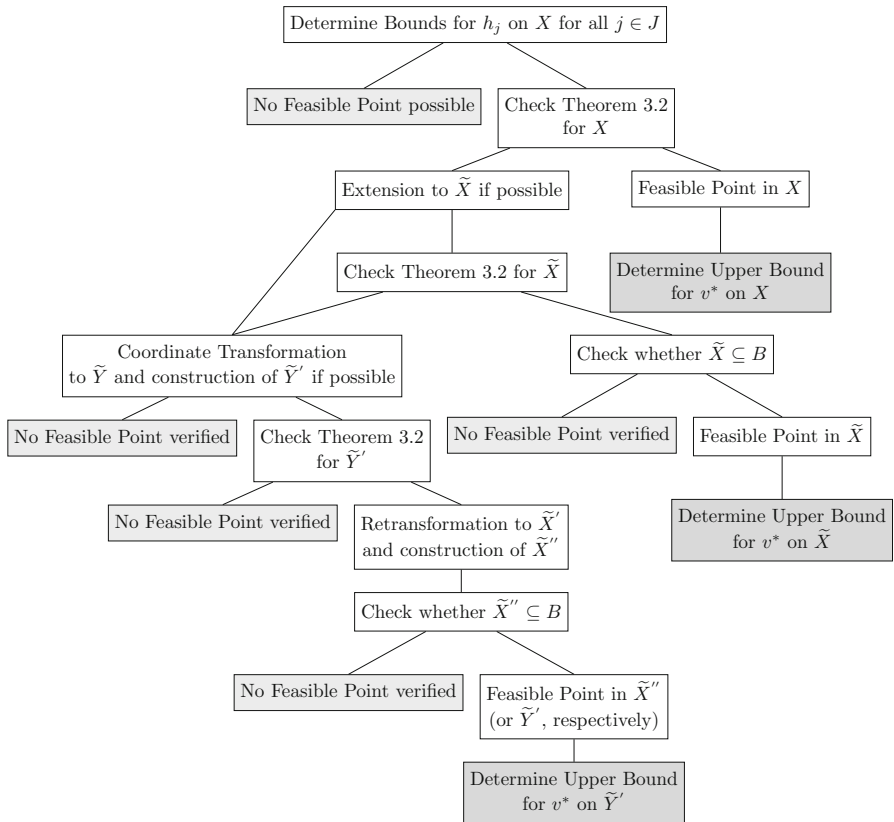 Determine Bounds for h_j on X for all j ∈ J
No Feasible Point possible
Check Theorem 3.2
for X
Extension to X̃ if possible
Feasible Point in X
Check Theorem 3.2 for X̃
Determine Upper Bound
for v* on X
Coordinate Transformation
to Ỹ and construction of Ỹ′ if possible
Check whether X̃ ⊆ B
No Feasible Point verified
Check Theorem 3.2
for Ỹ′
No Feasible Point verified
Feasible Point in X̃
No Feasible Point verified
Retransformation to X̃′
and construction of X̃′′
Determine Upper Bound
for v* on X̃
Check whether X̃′′ ⊆ B
No Feasible Point verified
Feasible Point in X̃′′
(or Ỹ′, respectively)
Determine Upper Bound
for v* on Ỹ′